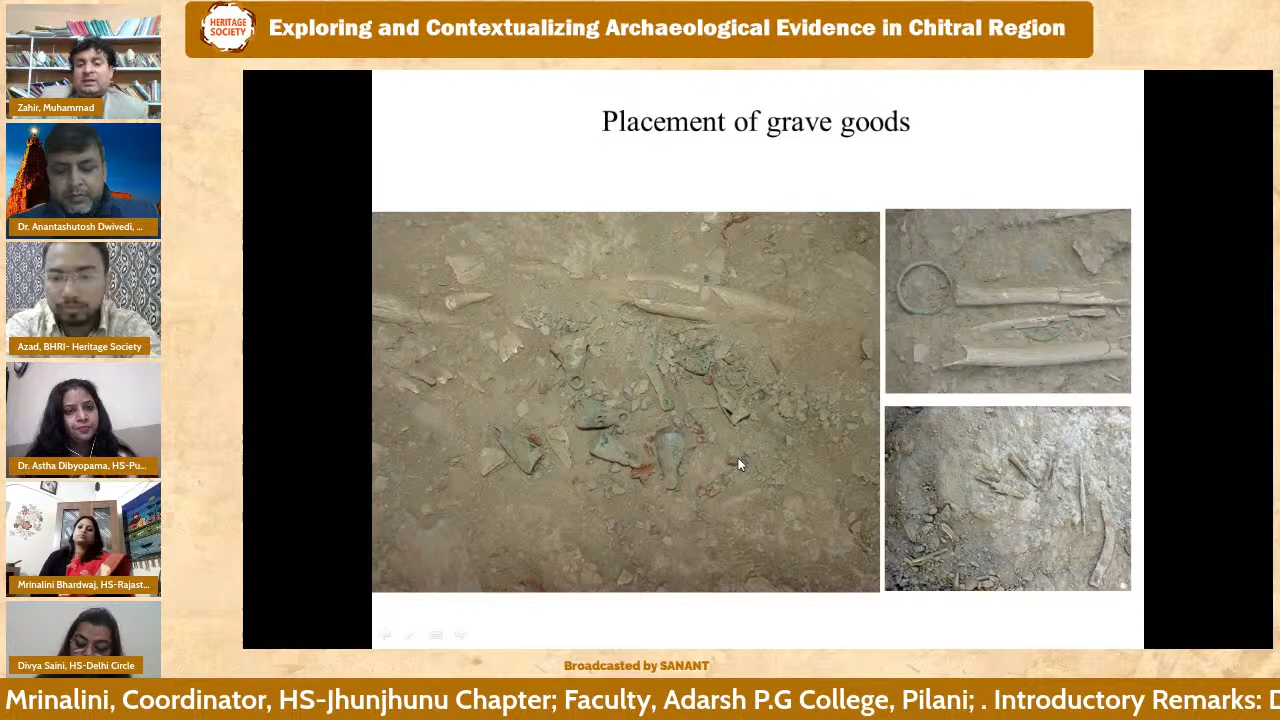 HERITAGE
SOCIETY
Exploring and Contextualizing Archaeological Evidence in Chitral Region
Zahir, Muhammad
Dr. Anantashutosh Dwivedi, ...
Azad, BHRI- Heritage Society
Dr. Astha Dibyopama, HS-Pu...
Mrinalini Bhardwaj, HS-Rajast...
Divya Saini, HS-Delhi Circle
Placement of grave goods
Broadcasted by SANANT
Mrinalini, Coordinator, HS-Jhunjhunu Chapter; Faculty, Adarsh P.G College, Pilani; . Introductory Remarks: D